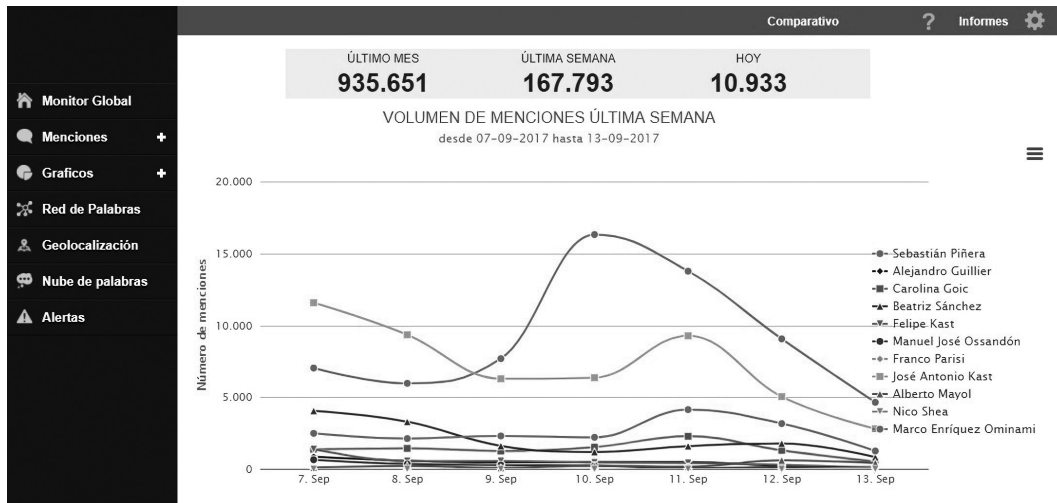 Comparativo ? Informes
ÚLTIMO MES ÚLTIMA SEMANA HOY
935.651 167.793 10.933
Monitor Global
Menciones +
Graficos +
Red de Palabras
Geolocalización
Nube de palabras
Alertas
VOLUMEN DE MENCIONES ÚLTIMA SEMANA
desde 07-09-2017 hasta 13-09-2017
Número de menciones
20.000
15.000
10.000
5.000
0
7. Sep 8. Sep 9. Sep 10. Sep 11. Sep 12. Sep 13. Sep
Sebastián Piñera
Alejandro Guillier
Carolina Goic
Beatriz Sánchez
Felipe Kast
Manuel José Ossandón
Franco Parisi
José Antonio Kast
Alberto Mayol
Nico Shea
Marco Enríquez Ominami